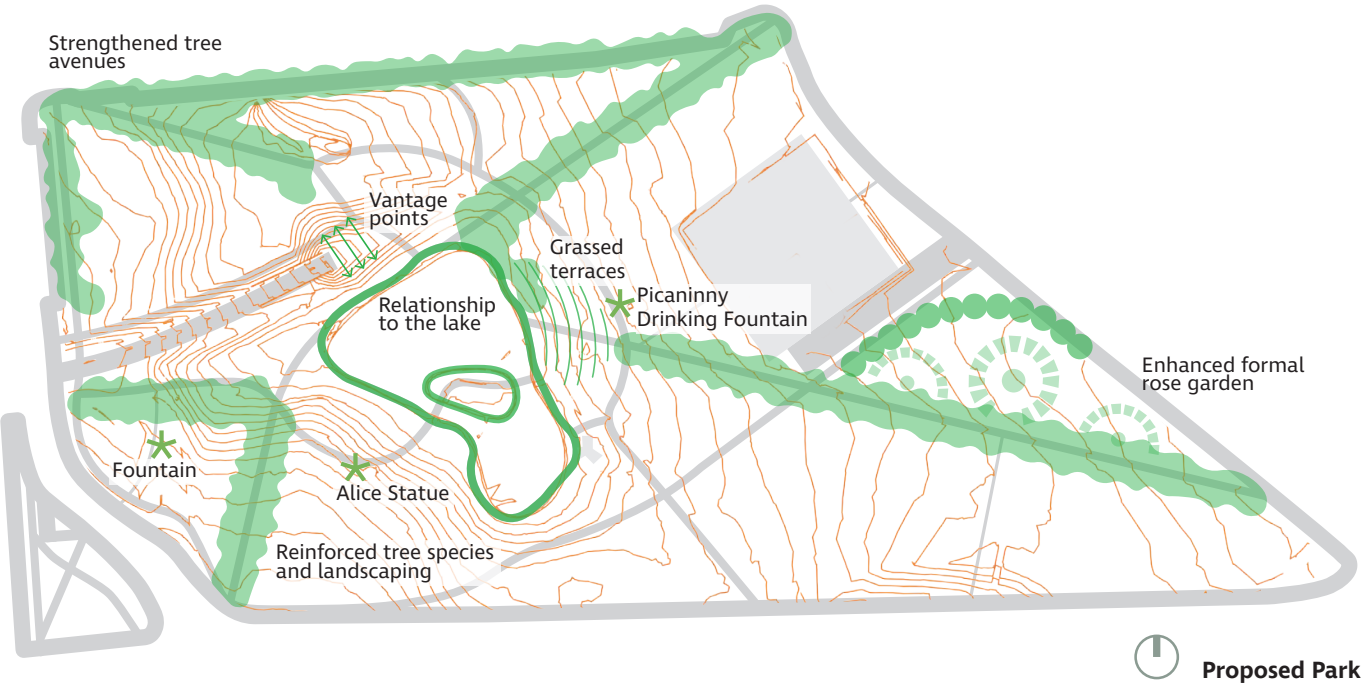 Strengthened tree
avenues
Vantage
points
Grassed
terraces
Picaninny
Drinking Fountain
Relationship
to the lake
Enhanced formal
rose garden
Fountain
Alice Statue
Reinforced tree species
and landscaping
Proposed Park